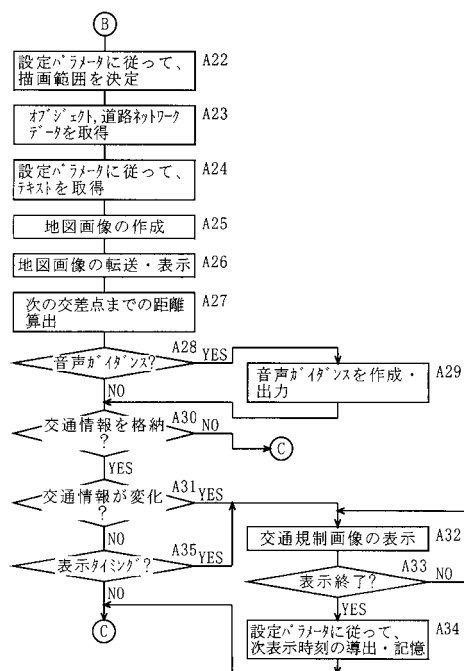 B
設定パラメータに従って、
描画範囲を決定
A22
オブジェクト,道路ネットワーク
データを取得
A23
設定パラメータに従って、
テキストを取得
A24
地図画像の作成
A25
地図画像の転送・表示
A26
次の交差点までの距離
算出
A27
音声ガイダンス?
A28
YES
NO
音声ガイダンスを作成・
出力
A29
交通情報を格納
?
A30
NO
C
YES
交通情報が変化
?
A31
YES
NO
交通規制画像の表示
A32
表示タイミング?
A35
YES
NO
C
表示終了?
A33
NO
YES
設定パラメータに従って、
次表示時刻の導出・記憶
A34